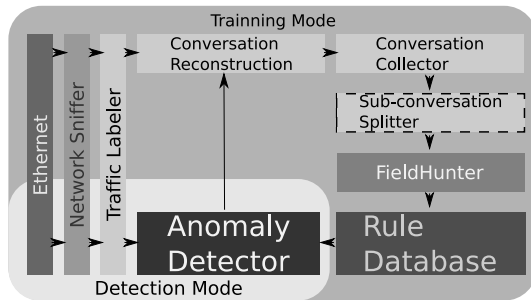 Trainning Mode
Ethernet
Network Sniffer
Traffic Labeler
Conversation
Reconstruction
Conversation
Collector
Sub-conversation
Splitter
FieldHunter
Anomaly
Detector
Rule
Database
Detection Mode